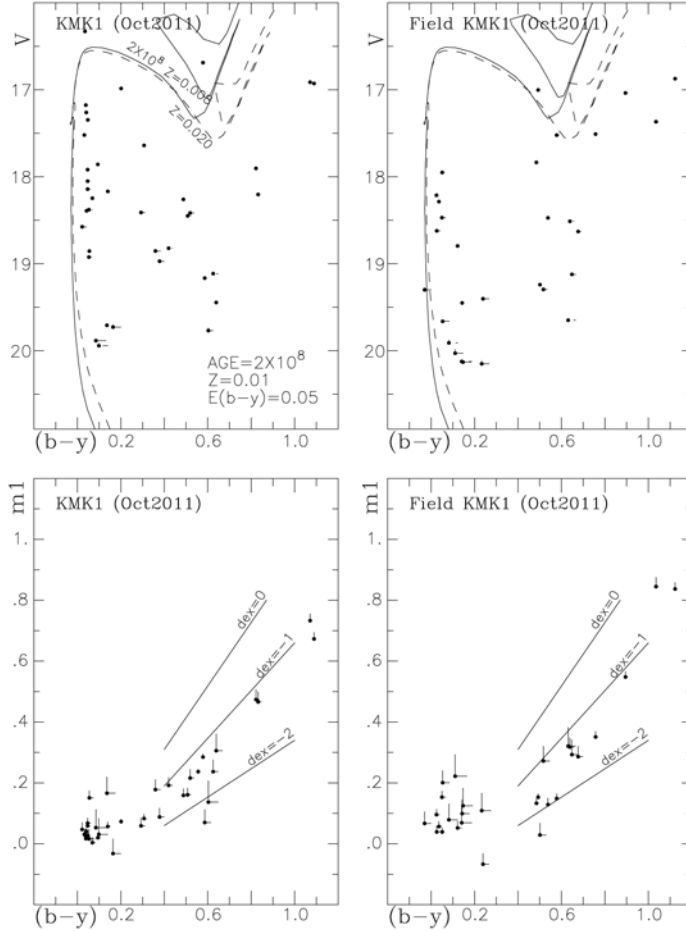 KMK1 (Oct2011)
V
2X10⁸ Z=0.008
Z=0.020
17
18
19
20
AGE=2X10⁸
Z=0.01
E(b-y)=0.05
(b-y) 0.2 0.6 1.0
Field KMK1 (Oct2011)
V
17
18
19
20
(b-y) 0.2 0.6 1.0
KMK1 (Oct2011)
m1
1.
.8
.6
.4
.2
.0
dex=0
dex=-1
dex=-2
(b-y) 0.2 0.6 1.0
Field KMK1 (Oct2011)
m1
1.
.8
.6
.4
.2
.0
dex=0
dex=-1
dex=-2
(b-y) 0.2 0.6 1.0